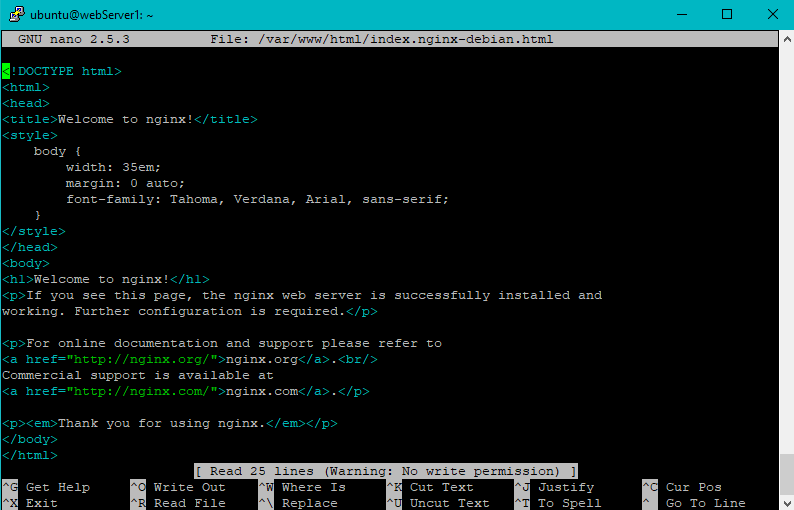 ubuntu@webServer1: ~
GNU nano 2.5.3 File: /var/www/html/index.nginx-debian.html
<!DOCTYPE html>
<html>
<head>
<title>Welcome to nginx!</title>
<style>
    body {
        width: 35em;
        margin: 0 auto;
        font-family: Tahoma, Verdana, Arial, sans-serif;
    }
</style>
</head>
<body>
<h1>Welcome to nginx!</h1>
<p>If you see this page, the nginx web server is successfully installed and
working. Further configuration is required.</p>
<p>For online documentation and support please refer to
<a href="http://nginx.org/">nginx.org</a>.<br/>
Commercial support is available at
<a href="http://nginx.com/">nginx.com</a>.</p>
<p><em>Thank you for using nginx.</em></p>
</body>
</html>
[ Read 25 lines (Warning: No write permission) ]
^G Get Help ^O Write Out ^W Where Is ^K Cut Text ^J Justify ^C Cur Pos
^X Exit ^R Read File ^\ Replace ^U Uncut Text ^T To Spell ^_ Go To Line